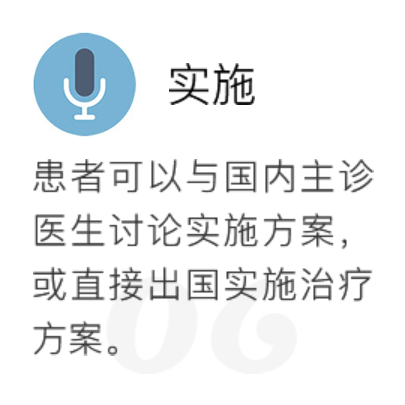 实施
患者可以与国内主诊
医生讨论实施方案，
或直接出国实施治疗
方案。
06